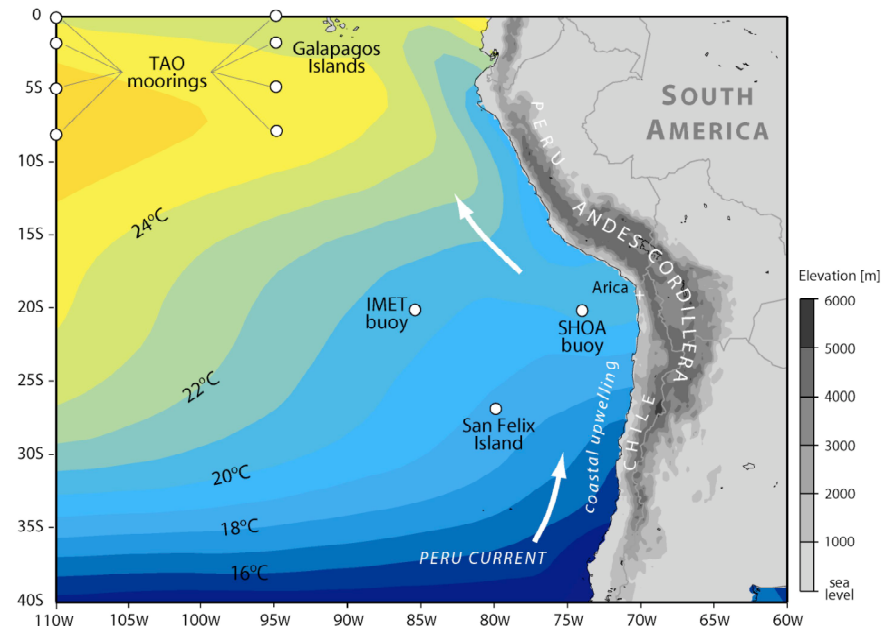 0
5S
10S
15S
20S
25S
30S
35S
40S
110W
105W
100W
95W
90W
85W
80W
75W
70W
65W
60W
TAO
moorings
Galapagos
Islands
SOUTH
AMERICA
PERU
ANDES CORDILLERA
CHILE
Arica
IMET
buoy
SHOA
buoy
San Felix
Island
coastal upwelling
PERU CURRENT
24°C
22°C
20°C
18°C
16°C
Elevation [m]
6000
5000
4000
3000
2000
1000
sea
level